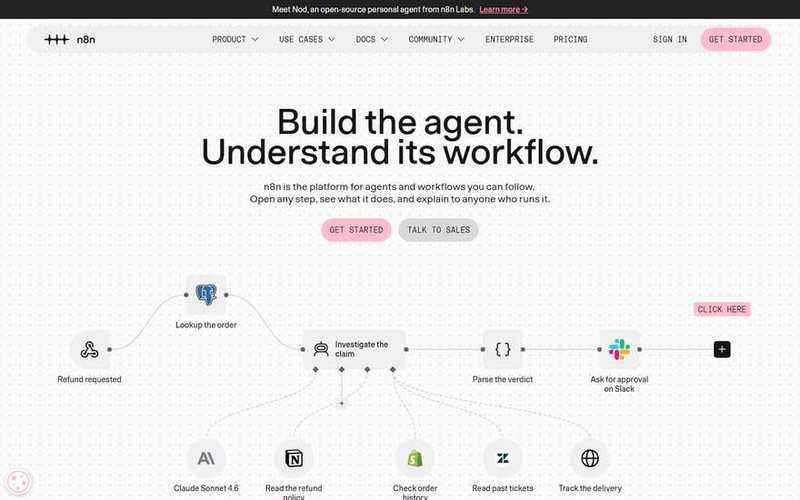 Meet Nod, an open-source personal agent from n8n Labs. Learn more →
n8n PRODUCT USE CASES DOCS COMMUNITY ENTERPRISE PRICING SIGN IN GET STARTED
Build the agent.
Understand its workflow.
n8n is the platform for agents and workflows you can follow.
Open any step, see what it does, and explain to anyone who runs it.
GET STARTED TALK TO SALES
CLICK HERE
Lookup the order
Investigate the
claim
Refund requested
Parse the verdict
Ask for approval
on Slack
Claude Sonnet 4.6
Read the refund
policy
Check order
history
Read past tickets
Track the delivery